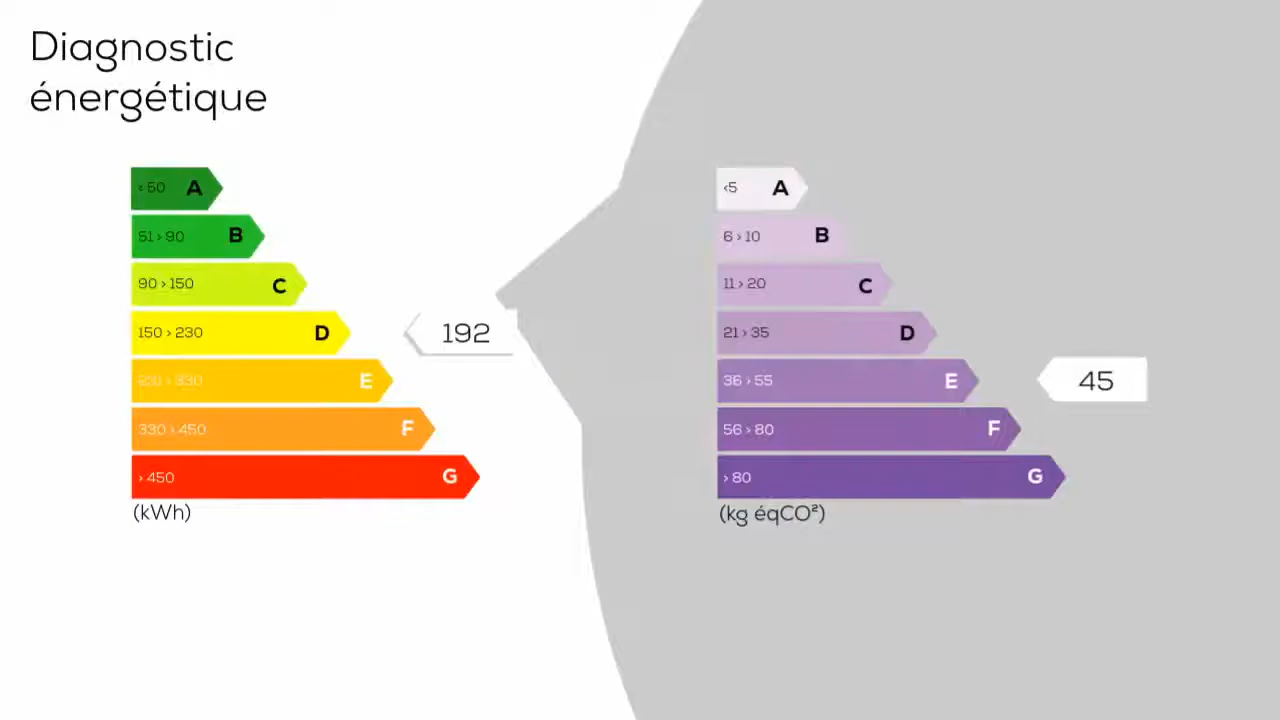 Diagnostic
énergétique
< 50 A
51 > 90 B
90 > 150 C
150 > 230 D
192
E
330 > 450 F
> 450 G
(kWh)
<5 A
6 > 10 B
11 > 20 C
21 > 35 D
36 > 55 E
45
56 > 80 F
> 80 G
(kg éqCO²)